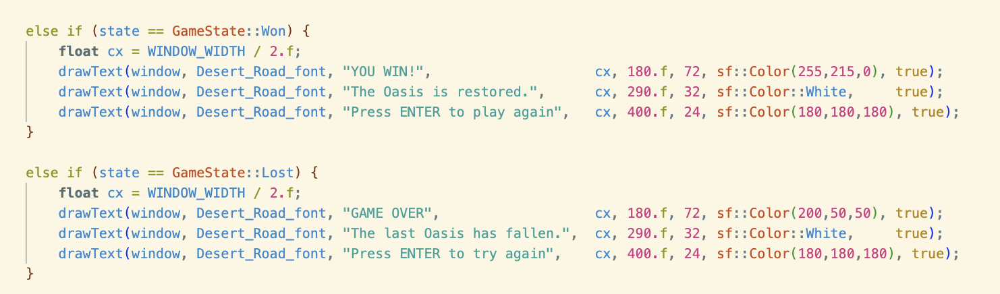 else if (state == GameState::Won) {
    float cx = WINDOW_WIDTH / 2.f;
    drawText(window, Desert_Road_font, "YOU WIN!",                    cx, 180.f, 72, sf::Color(255,215,0), true);
    drawText(window, Desert_Road_font, "The Oasis is restored.",      cx, 290.f, 32, sf::Color::White,     true);
    drawText(window, Desert_Road_font, "Press ENTER to play again",   cx, 400.f, 24, sf::Color(180,180,180), true);
}

else if (state == GameState::Lost) {
    float cx = WINDOW_WIDTH / 2.f;
    drawText(window, Desert_Road_font, "GAME OVER",                   cx, 180.f, 72, sf::Color(200,50,50), true);
    drawText(window, Desert_Road_font, "The last Oasis has fallen.",  cx, 290.f, 32, sf::Color::White,     true);
    drawText(window, Desert_Road_font, "Press ENTER to try again",    cx, 400.f, 24, sf::Color(180,180,180), true);
}